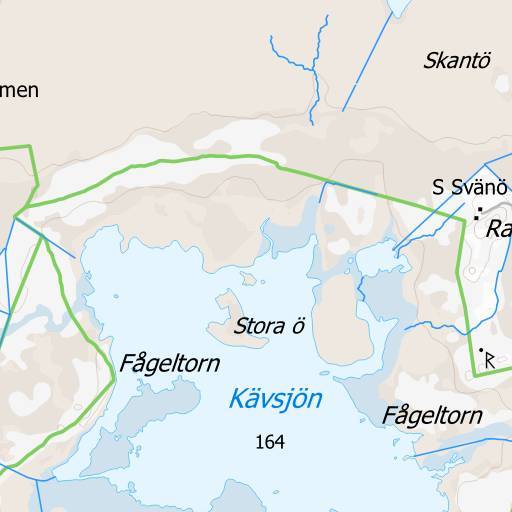 Skantö
men
S Svänö
Ra
Stora ö
Fågeltorn
Kävsjön
Fågeltorn
164
R